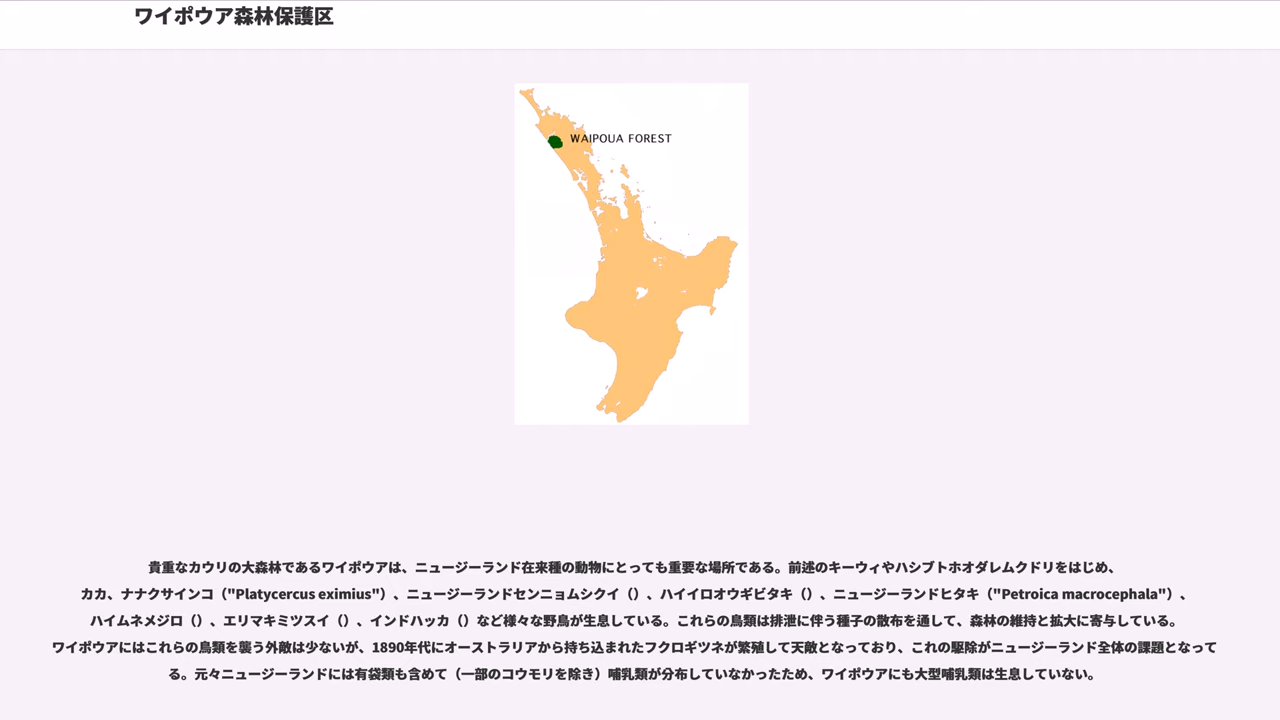 ワイポウア森林保護区
WAIPOUA FOREST
貴重なカウリの大森林であるワイポウアは、ニュージーランド在来種の動物にとっても重要な場所である。前述のキーウィやハシブトホオダレムクドリをはじめ、
カカ、ナナクサインコ（"Platycercus eximius"）、ニュージーランドセンニョムシクイ（）、ハイイロオウギビタキ（）、ニュージーランドヒタキ（"Petroica macrocephala"）、
ハイムネメジロ（）、エリマキミツスイ（）、インドハッカ（）など様々な野鳥が生息している。これらの鳥類は排泄に伴う種子の散布を通して、森林の維持と拡大に寄与している。
ワイポウアにはこれらの鳥類を襲う外敵は少ないが、1890年代にオーストラリアから持ち込まれたフクロギツネが繁殖して天敵となっており、これの駆除がニュージーランド全体の課題となって
る。元々ニュージーランドには有袋類も含めて（一部のコウモリを除き）哺乳類が分布していなかったため、ワイポウアにも大型哺乳類は生息していない。